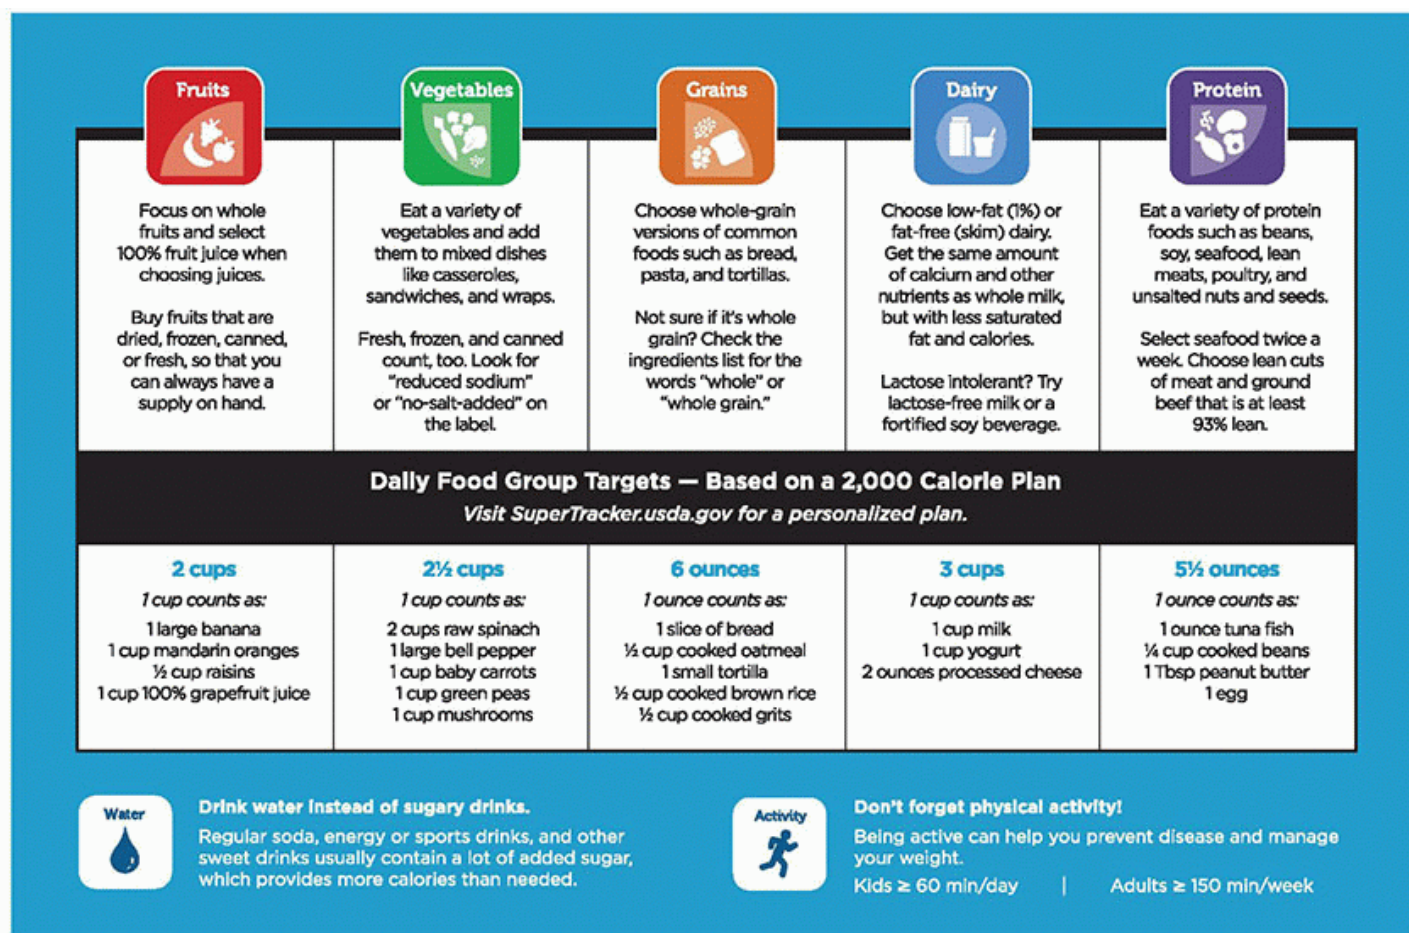 Fruits
Focus on whole
fruits and select
100% fruit juice when
choosing juices.
Buy fruits that are
dried, frozen, canned,
or fresh, so that you
can always have a
supply on hand.
Vegetables
Eat a variety of
vegetables and add
them to mixed dishes
like casseroles,
sandwiches, and wraps.
Fresh, frozen, and canned
count, too. Look for
"reduced sodium"
or "no-salt-added" on
the label.
Grains
Choose whole-grain
versions of common
foods such as bread,
pasta, and tortillas.
Not sure if it's whole
grain? Check the
ingredients list for the
words "whole" or
"whole grain."
Dairy
Choose low-fat (1%) or
fat-free (skim) dairy.
Get the same amount
of calcium and other
nutrients as whole milk,
but with less saturated
fat and calories.
Lactose intolerant? Try
lactose-free milk or a
fortified soy beverage.
Protein
Eat a variety of protein
foods such as beans,
soy, seafood, lean
meats, poultry, and
unsalted nuts and seeds.
Select seafood twice a
week. Choose lean cuts
of meat and ground
beef that is at least
93% lean.
Daily Food Group Targets — Based on a 2,000 Calorie Plan
Visit SuperTracker.usda.gov for a personalized plan.
2 cups
1 cup counts as:
1 large banana
1 cup mandarin oranges
½ cup raisins
1 cup 100% grapefruit juice
2½ cups
1 cup counts as:
2 cups raw spinach
1 large bell pepper
1 cup baby carrots
1 cup green peas
1 cup mushrooms
6 ounces
1 ounce counts as:
1 slice of bread
½ cup cooked oatmeal
1 small tortilla
½ cup cooked brown rice
½ cup cooked grits
3 cups
1 cup counts as:
1 cup milk
1 cup yogurt
2 ounces processed cheese
5½ ounces
1 ounce counts as:
1 ounce tuna fish
¼ cup cooked beans
1 Tbsp peanut butter
1 egg
Water
Drink water instead of sugary drinks.
Regular soda, energy or sports drinks, and other
sweet drinks usually contain a lot of added sugar,
which provides more calories than needed.
Activity
Don't forget physical activity!
Being active can help you prevent disease and manage
your weight.
Kids ≥ 60 min/day | Adults ≥ 150 min/week